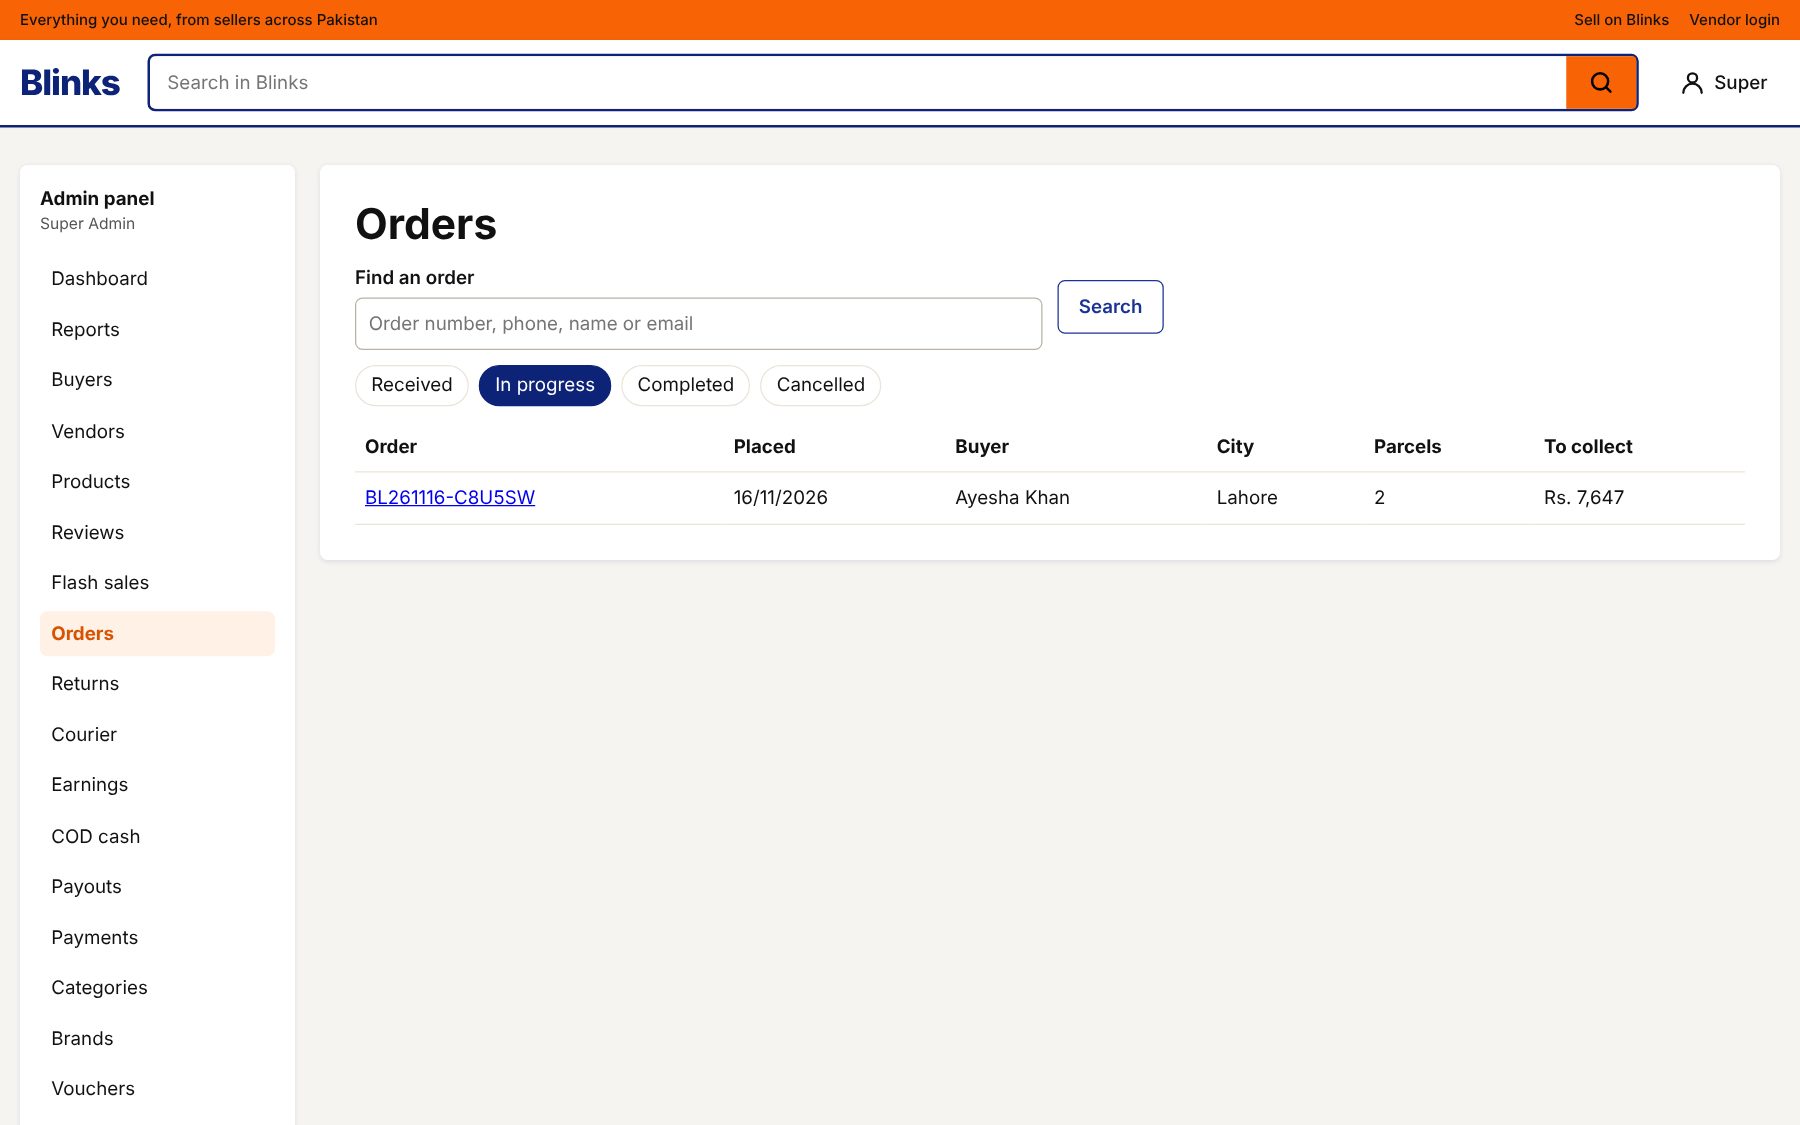 Everything you need, from sellers across Pakistan
Sell on Blinks
Vendor login
Blinks
Search in Blinks
Super
Admin panel
Super Admin
Dashboard
Reports
Buyers
Vendors
Products
Reviews
Flash sales
Orders
Returns
Courier
Earnings
COD cash
Payouts
Payments
Categories
Brands
Vouchers
Orders
Find an order
Order number, phone, name or email
Search
Received In progress Completed Cancelled
Order Placed Buyer City Parcels To collect
BL261116-C8U5SW 16/11/2026 Ayesha Khan Lahore 2 Rs. 7,647